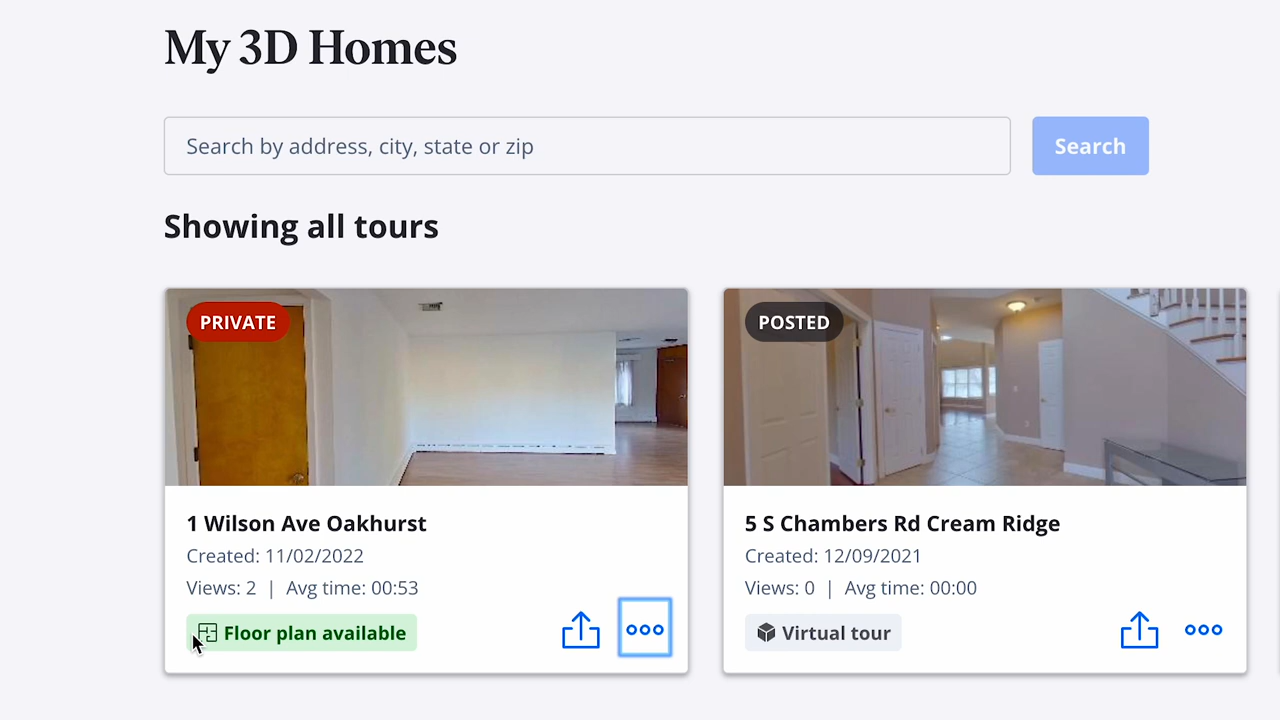 My 3D Homes
Search by address, city, state or zip
Search
Showing all tours
PRIVATE
1 Wilson Ave Oakhurst
Created: 11/02/2022
Views: 2 | Avg time: 00:53
Floor plan available
POSTED
5 S Chambers Rd Cream Ridge
Created: 12/09/2021
Views: 0 | Avg time: 00:00
Virtual tour